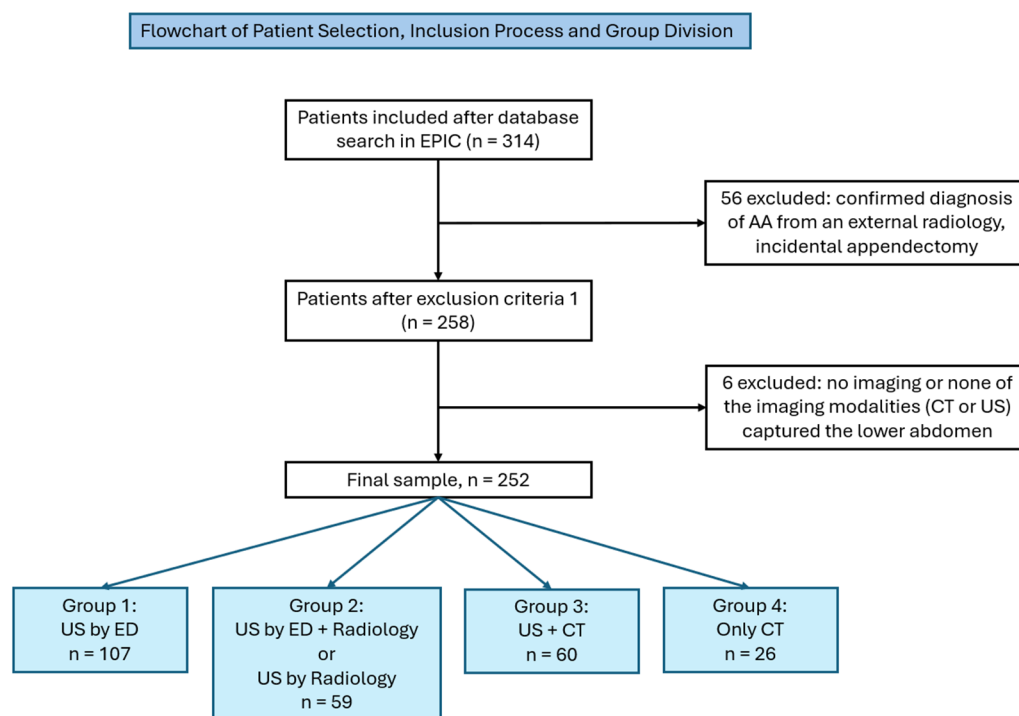 Flowchart of Patient Selection, Inclusion Process and Group Division
Patients included after database
search in EPIC (n = 314)
56 excluded: confirmed diagnosis
of AA from an external radiology,
incidental appendectomy
Patients after exclusion criteria 1
(n = 258)
6 excluded: no imaging or none of
the imaging modalities (CT or US)
captured the lower abdomen
Final sample, n = 252
Group 1:
US by ED
n = 107
Group 2:
US by ED + Radiology
or
US by Radiology
n = 59
Group 3:
US + CT
n = 60
Group 4:
Only CT
n = 26